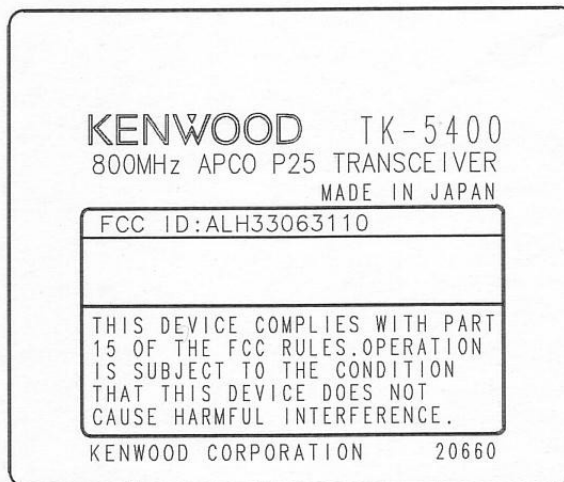 KENWOOD TK-5400
800MHz APCO P25 TRANSCEIVER
MADE IN JAPAN
FCC ID:ALH33063110
THIS DEVICE COMPLIES WITH PART
15 OF THE FCC RULES.OPERATION
IS SUBJECT TO THE CONDITION
THAT THIS DEVICE DOES NOT
CAUSE HARMFUL INTERFERENCE.
KENWOOD CORPORATION 20660